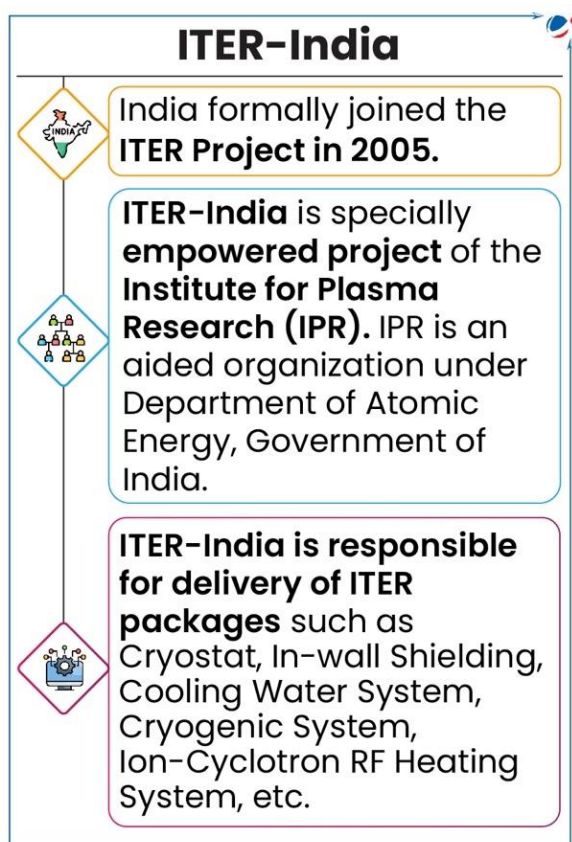 ITER-India
INDIA
India formally joined the
ITER Project in 2005.
ITER-India is specially
empowered project of the
Institute for Plasma
Research (IPR). IPR is an
aided organization under
Department of Atomic
Energy, Government of
India.
ITER-India is responsible
for delivery of ITER
packages such as
Cryostat, In-wall Shielding,
Cooling Water System,
Cryogenic System,
Ion-Cyclotron RF Heating
System, etc.